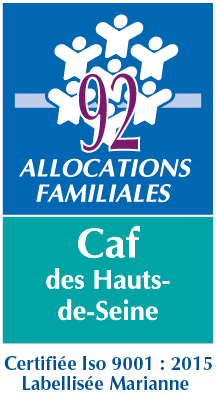 92
ALLOCATIONS
FAMILIALES
Caf
des Hauts-
de-Seine
Certifiée Iso 9001 : 2015
Labellisée Marianne